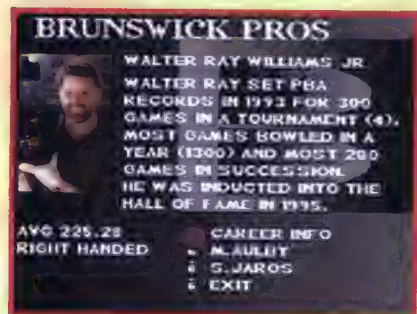 BRUNSWICK PROS
WALTER RAY WILLIAMS JR
WALTER RAY SET PBA
RECORDS IN 1993 FOR 300
GAMES IN A TOURNAMENT (4),
MOST GAMES BOWLED IN A
YEAR (1300) AND MOST 200
GAMES IN SUCCESSION.
HE WAS INDUCTED INTO THE
HALL OF FAME IN 1995.
AVG 225.28
RIGHT HANDED
CAREER INFO
M.AULBY
S.JAROS
EXIT